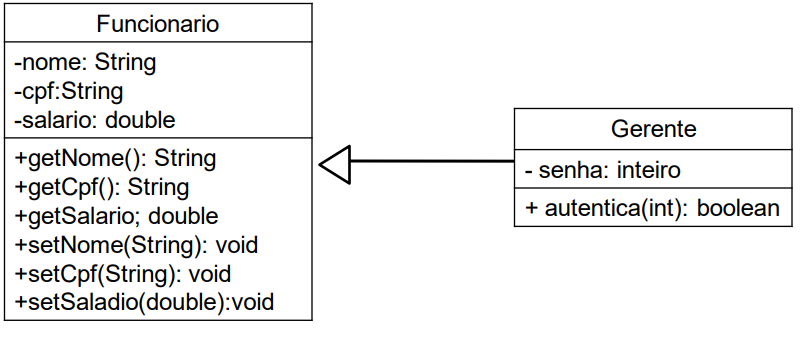 Funcionario
-nome: String
-cpf:String
-salario: double
+getNome(): String
+getCpf(): String
+getSalario; double
+setNome(String): void
+setCpf(String): void
+setSaladio(double):void
Gerente
- senha: inteiro
+ autentica(int): boolean